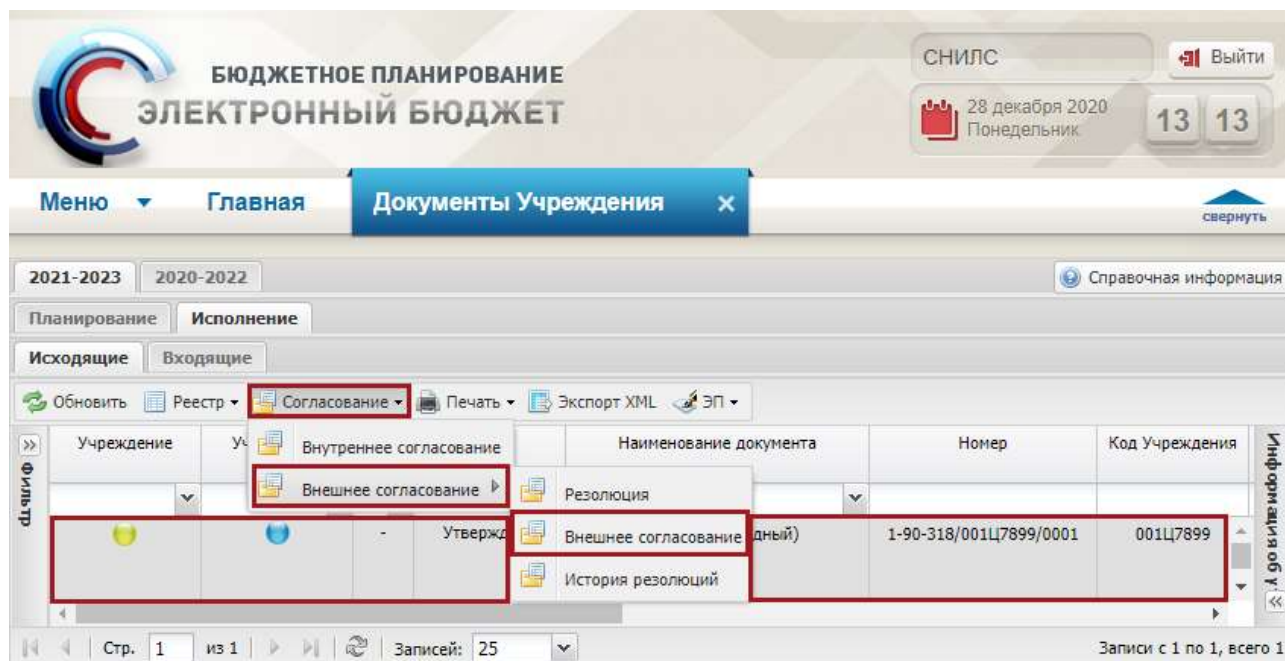 БЮДЖЕТНОЕ ПЛАНИРОВАНИЕ
ЭЛЕКТРОННЫЙ БЮДЖЕТ
СНИЛС
Выйти
28 декабря 2020
Понедельник
13 13
Меню
Главная
Документы Учреждения
свернуть
2021-2023 2020-2022
Справочная информация
Планирование Исполнение
Исходящие Входящие
Обновить Реестр Согласование Печать Экспорт XML ЭП
Учреждение
Наименование документа Номер Код Учреждения
Фильтр
Внутреннее согласование
Внешнее согласование
Резолюция
Внешнее согласование
История резолюций
- Утвержд
дный) 1-90-318/001Ц7899/0001 001Ц7899
Информация об у
Стр. 1 из 1 Записей: 25
Записи с 1 по 1, всего 1